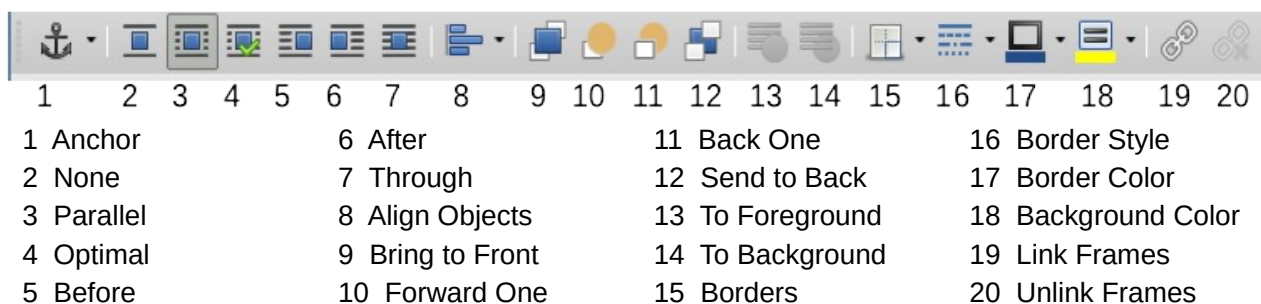 1 2 3 4 5 6 7 8 9 10 11 12 13 14 15 16 17 18 19 20
1 Anchor
2 None
3 Parallel
4 Optimal
5 Before
6 After
7 Through
8 Align Objects
9 Bring to Front
10 Forward One
11 Back One
12 Send to Back
13 To Foreground
14 To Background
15 Borders
16 Border Style
17 Border Color
18 Background Color
19 Link Frames
20 Unlink Frames